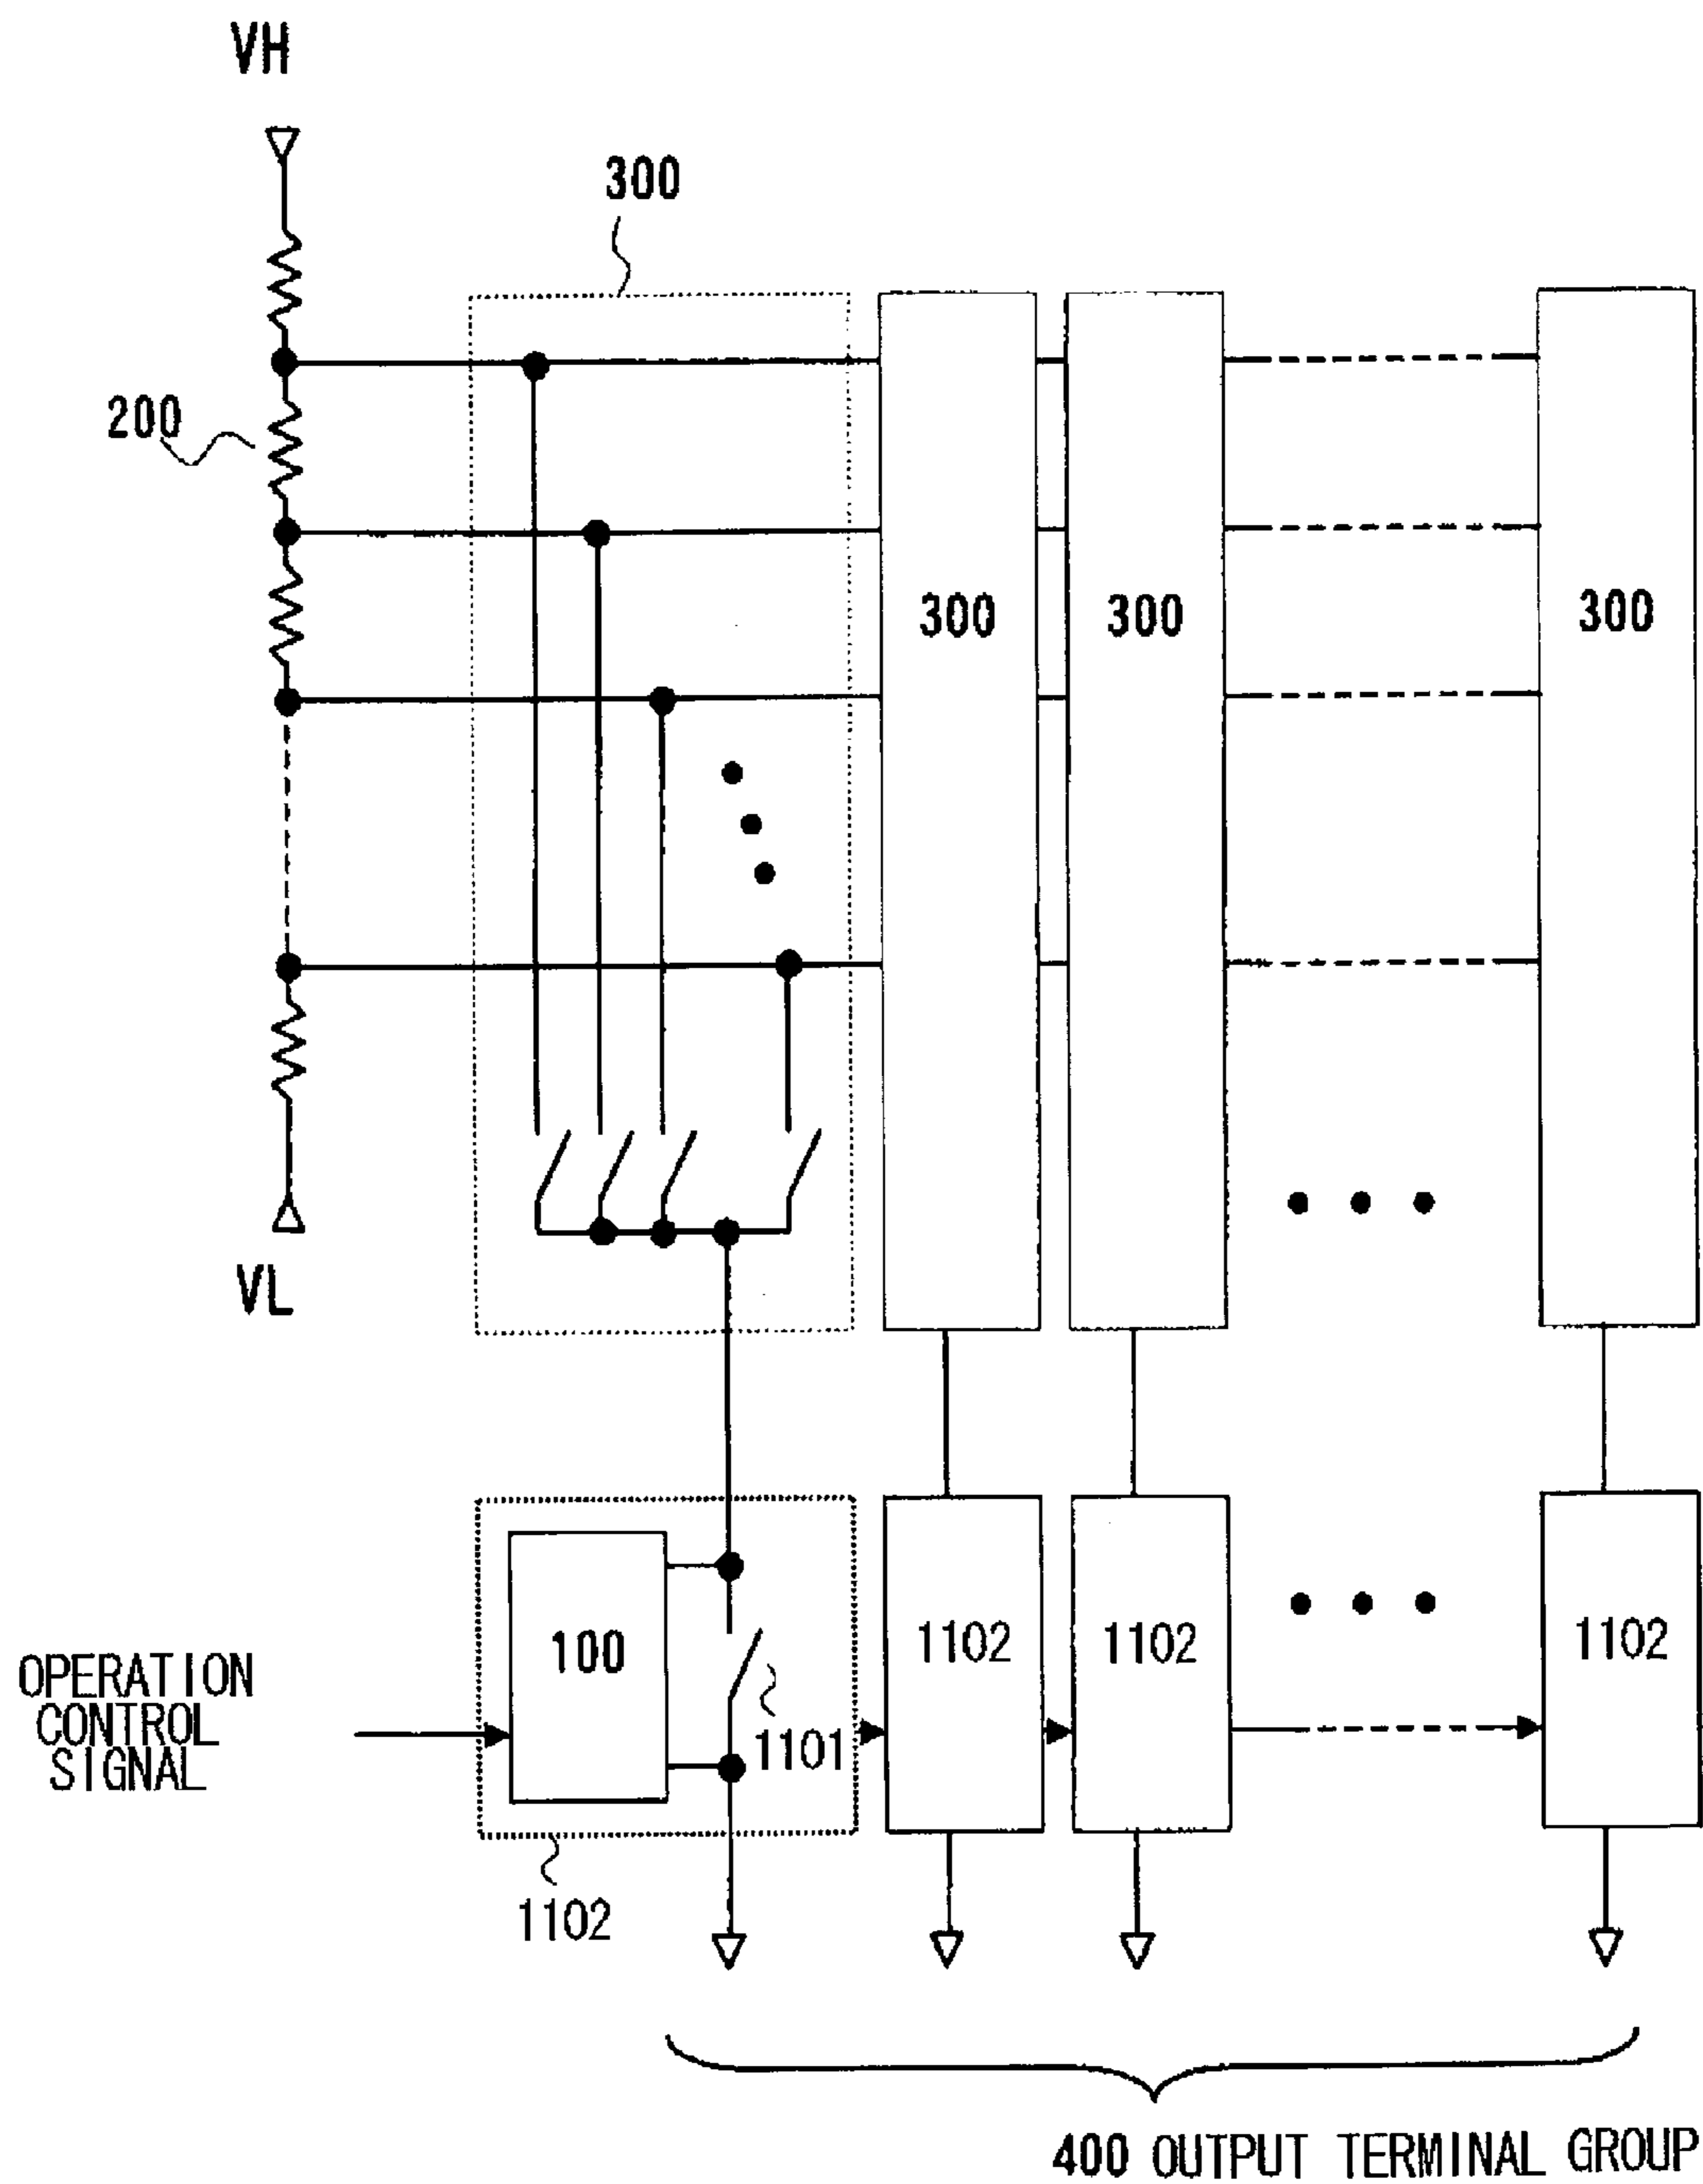 VH
300
200
300
300
300
VL
100
1102
1102
1102
OPERATION
CONTROL
SIGNAL
1101
1102
400 OUTPUT TERMINAL GROUP